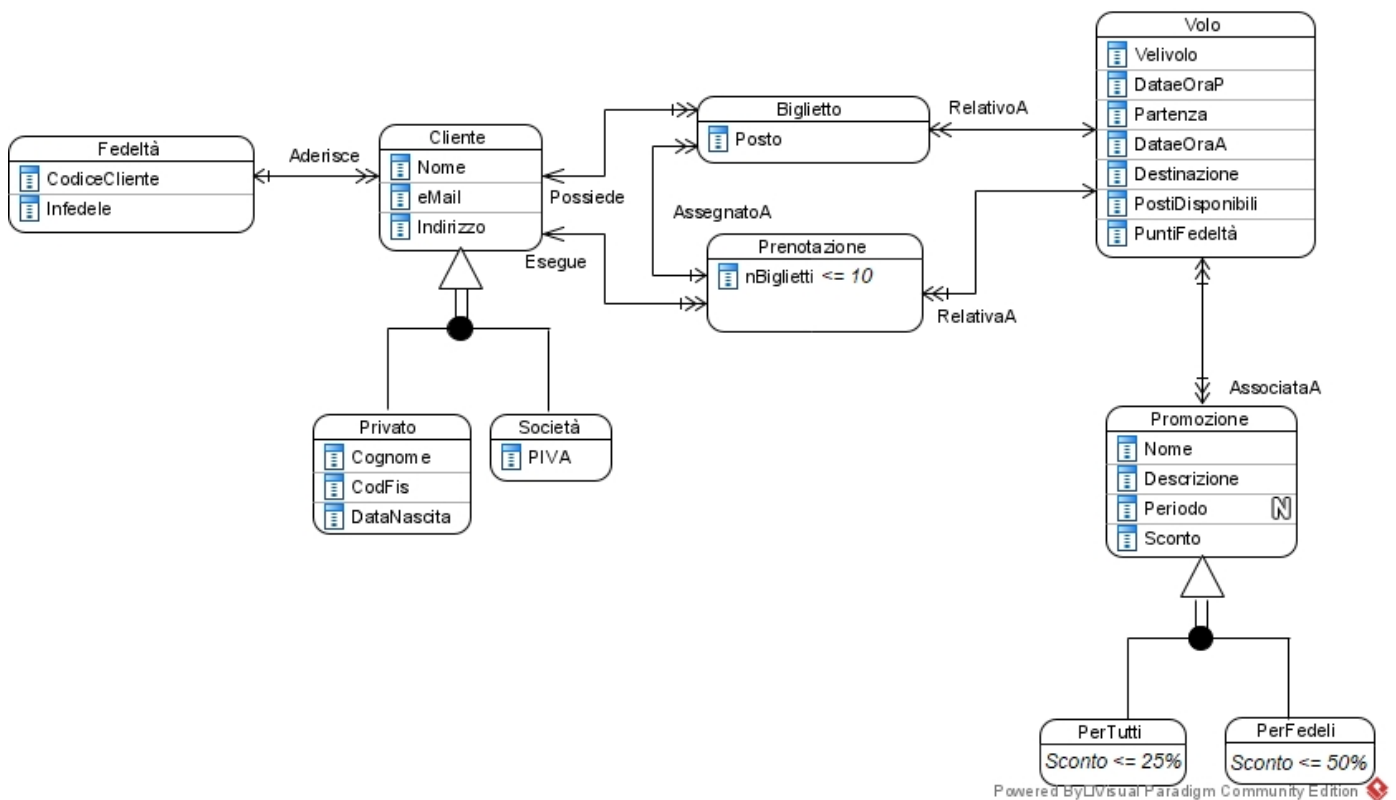 Fedeltà
CodiceCliente
Infedele
Aderisce
Cliente
Nome
eMail
Indirizzo
Possiede
Esegue
Privato
Cognome
CodFis
DataNascita
Società
PIVA
Biglietto
Posto
AssegnatoA
Prenotazione
nBiglietti <= 10
RelativoA
RelativaA
Volo
Velivolo
DataeOraP
Partenza
DataeOraA
Destinazione
PostiDisponibili
PuntiFedeltà
AssociataA
Promozione
Nome
Descrizione
Periodo N
Sconto
PerTutti
Sconto <= 25%
PerFedeli
Sconto <= 50%
Powered By Visual Paradigm Community Edition